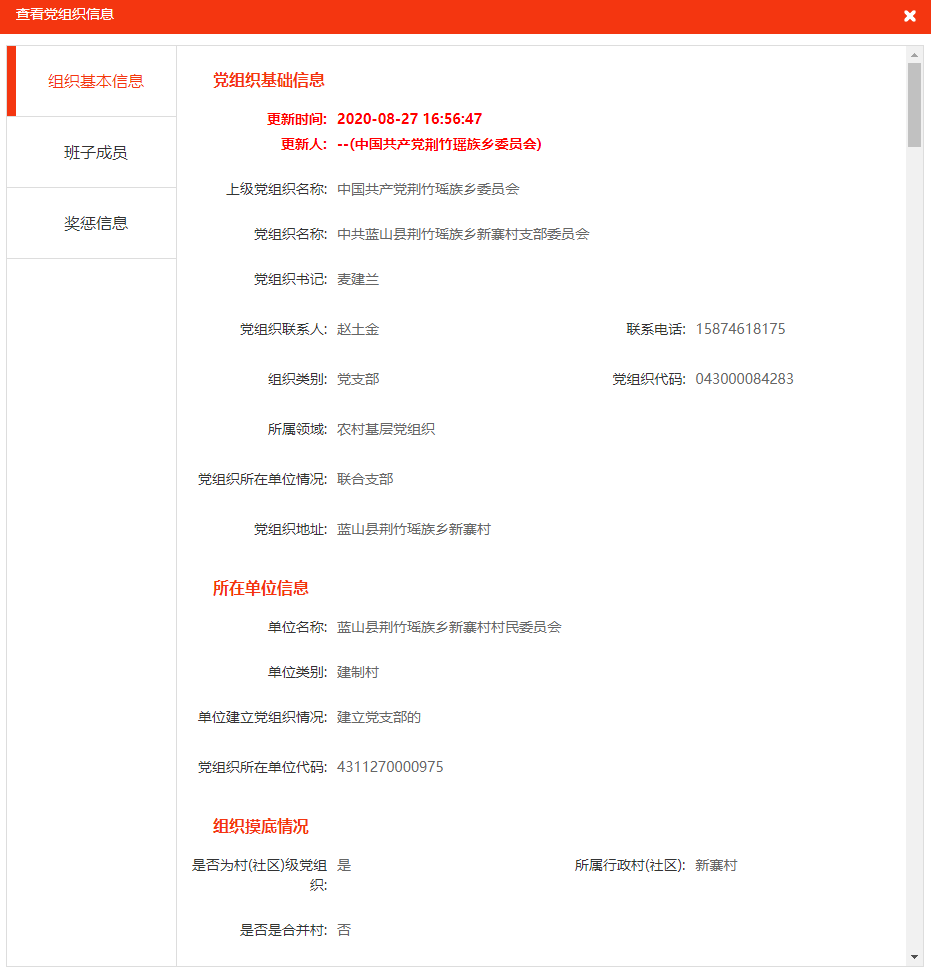 查看党组织信息
组织基本信息
班子成员
奖惩信息
党组织基础信息
更新时间: 2020-08-27 16:56:47
更新人: --(中国共产党荆竹瑶族乡委员会)
上级党组织名称: 中国共产党荆竹瑶族乡委员会
党组织名称: 中共蓝山县荆竹瑶族乡新寨村支部委员会
党组织书记: 麦建兰
党组织联系人: 赵土金 联系电话: 15874618175
组织类别: 党支部 党组织代码: 043000084283
所属领域: 农村基层党组织
党组织所在单位情况: 联合支部
党组织地址: 蓝山县荆竹瑶族乡新寨村
所在单位信息
单位名称: 蓝山县荆竹瑶族乡新寨村村民委员会
单位类别: 建制村
单位建立党组织情况: 建立党支部的
党组织所在单位代码: 4311270000975
组织摸底情况
是否为村(社区)级党组 是 所属行政村(社区): 新寨村
织:
是否是合并村: 否